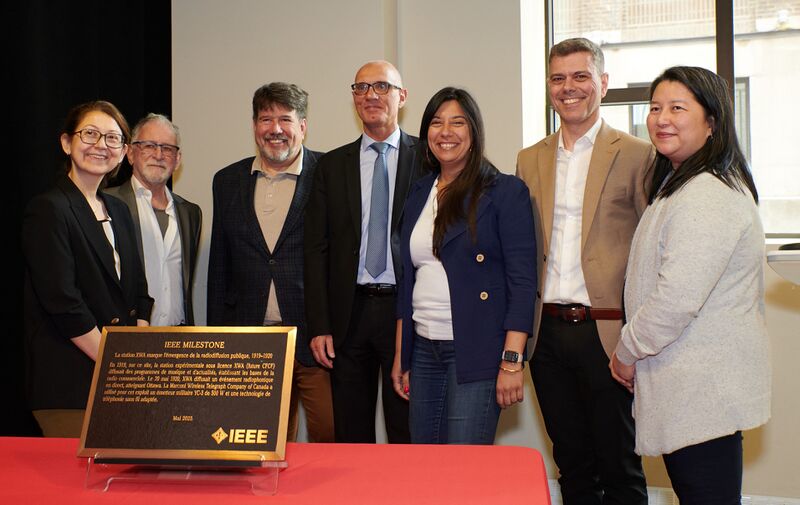 IEEE MILESTONE
La station XWA marque l'émergence de la radiodiffusion publique, 1919-1920
En 1919, sur ce site, la station expérimentale sous licence XWA (future CFCF)
diffusait des programmes de musique et d'actualités, établissant les bases de la
radio commerciale. Le 20 mai 1920, XWA diffusait un événement radiophonique
en direct, atteignant Ottawa. La Marconi Wireless Telegraph Company of Canada a
utilisé pour cet exploit un émetteur militaire YC-3 de 500 W et une technologie de
téléphonie sans fil adaptée.
Mai 2025
IEEE